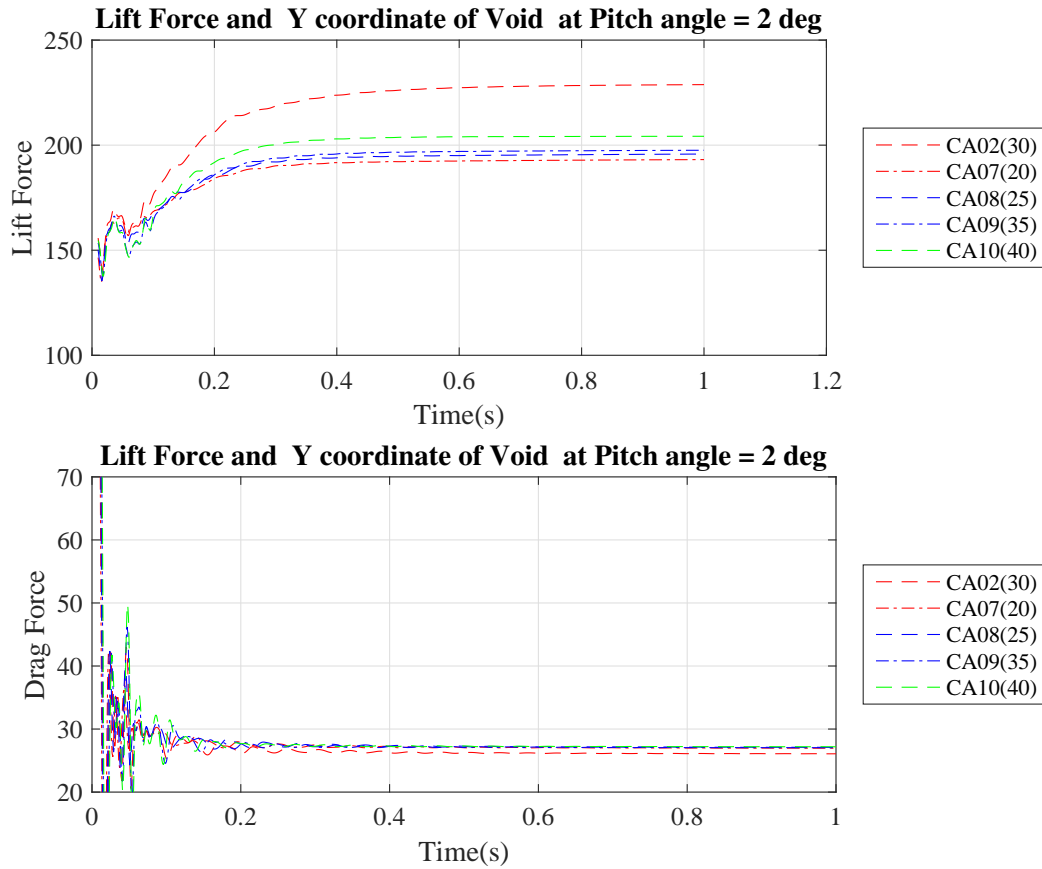 Lift Force and Y coordinate of Void at Pitch angle = 2 deg
250
200
150
100
Lift Force
0
0.2
0.4
0.6
0.8
1
1.2
Time(s)
CA02(30)
CA07(20)
CA08(25)
CA09(35)
CA10(40)
Lift Force and Y coordinate of Void at Pitch angle = 2 deg
70
60
50
40
30
20
Drag Force
0
0.2
0.4
0.6
0.8
1
Time(s)
CA02(30)
CA07(20)
CA08(25)
CA09(35)
CA10(40)